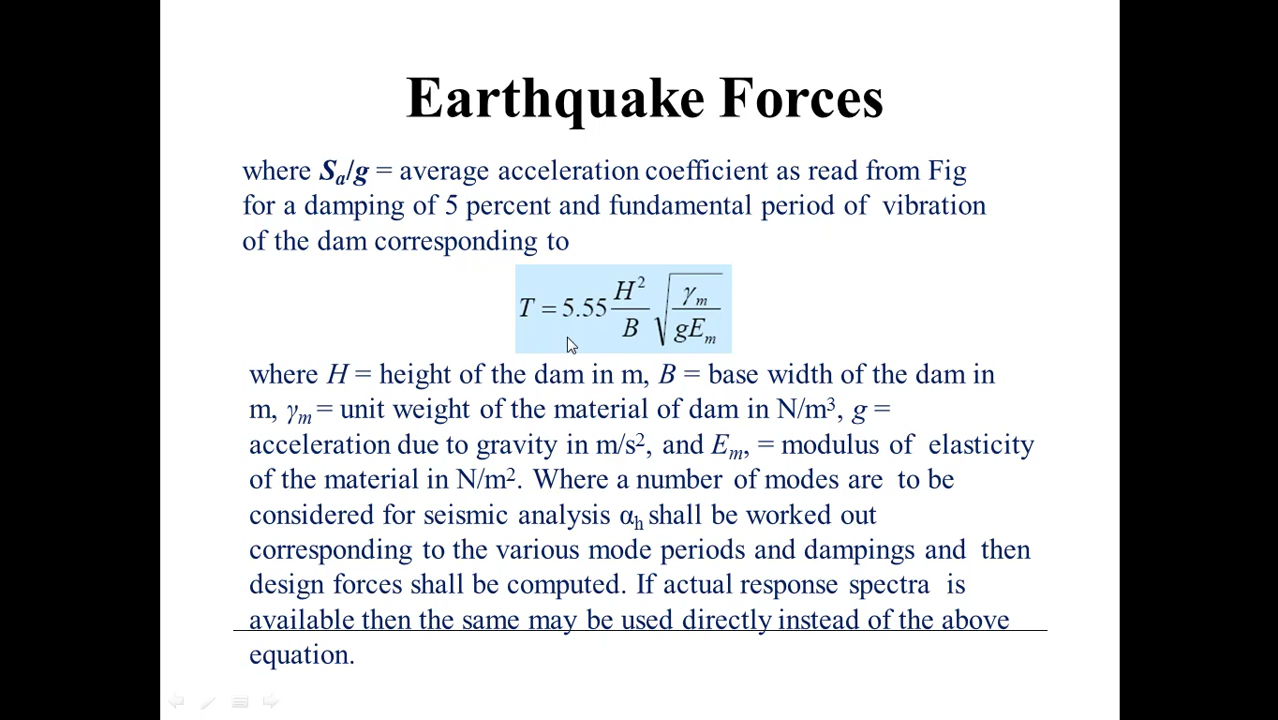 Earthquake Forces
where Sₐ/g = average acceleration coefficient as read from Fig
for a damping of 5 percent and fundamental period of vibration
of the dam corresponding to
T = 5.55 H²/B √(γₘ/gEₘ)
where H = height of the dam in m, B = base width of the dam in
m, γₘ = unit weight of the material of dam in N/m³, g =
acceleration due to gravity in m/s², and Eₘ, = modulus of elasticity
of the material in N/m². Where a number of modes are to be
considered for seismic analysis αₕ shall be worked out
corresponding to the various mode periods and dampings and then
design forces shall be computed. If actual response spectra is
available then the same may be used directly instead of the above
equation.